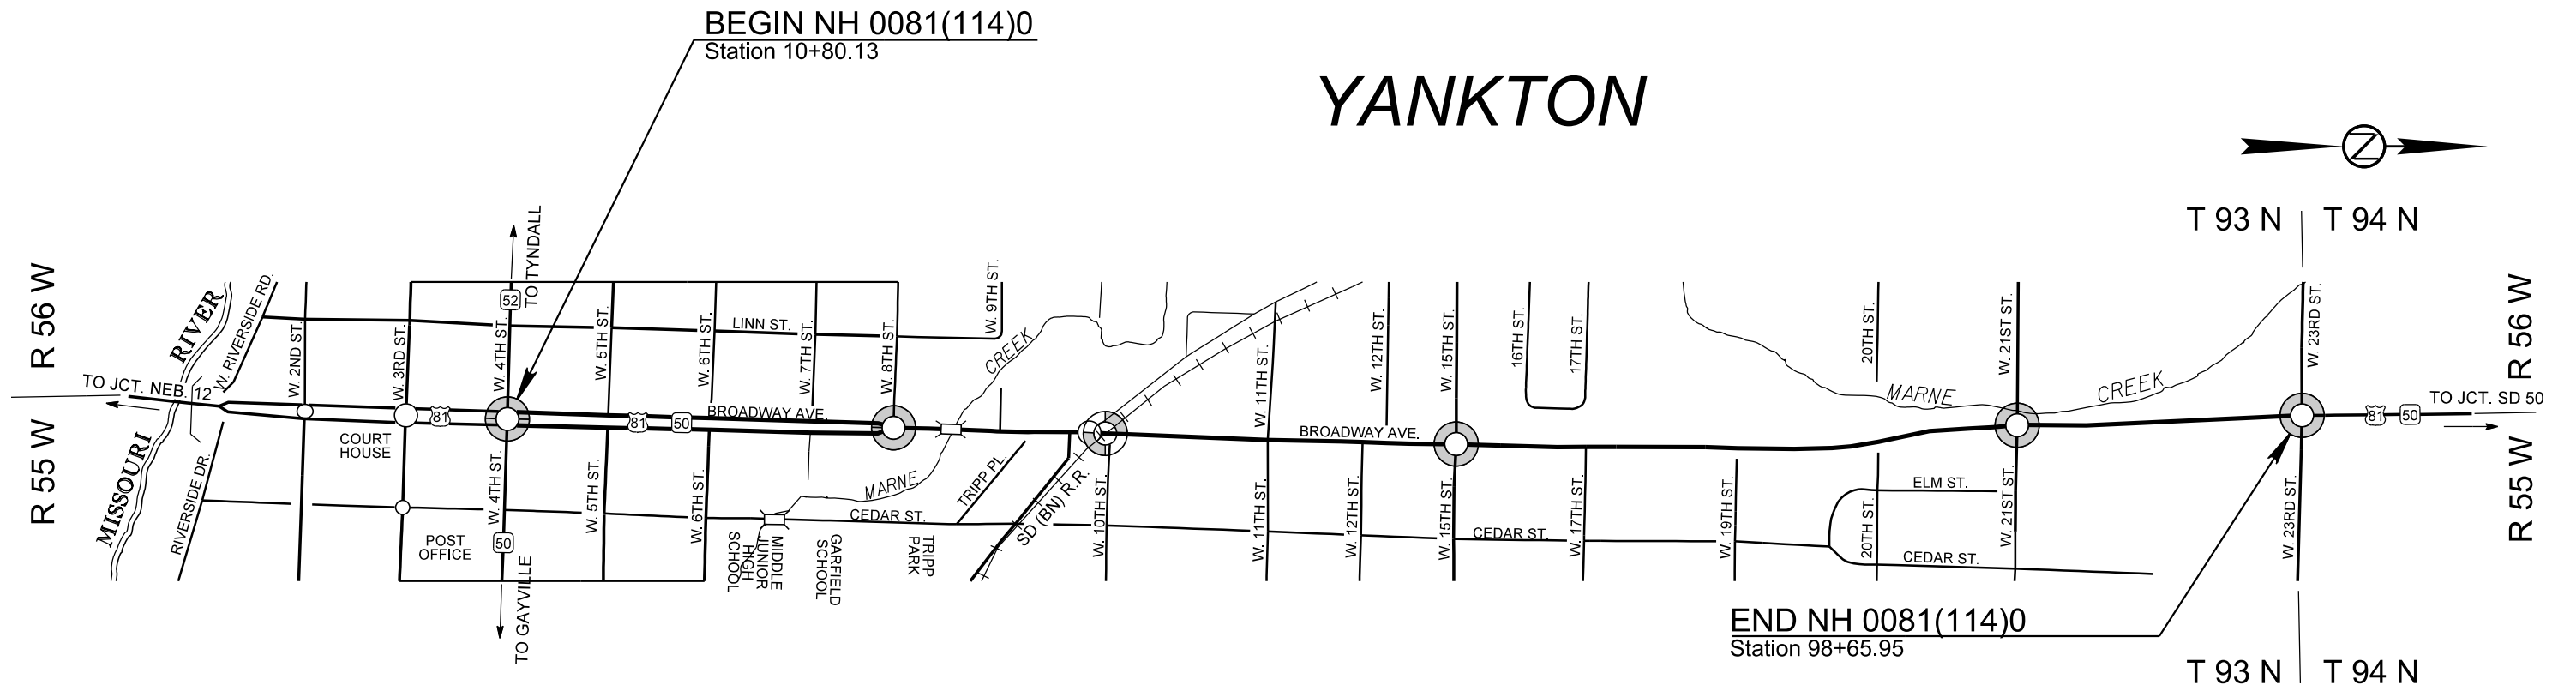 BEGIN NH 0081(114)0
Station 10+80.13
YANKTON
Z
T 93 N
T 94 N
R 56 W
R 55 W
R 56 W
R 55 W
TO TYNDALL
52
MISSOURI
RIVER
W. RIVERSIDE RD.
RIVERSIDE DR.
TO JCT. NEB. 12
W. 2ND ST.
W. 3RD ST.
W. 4TH ST.
W. 5TH ST.
W. 6TH ST.
W. 7TH ST.
W. 8TH ST.
W. 9TH ST.
LINN ST.
CREEK
W. 11TH ST.
W. 12TH ST.
W. 15TH ST.
16TH ST.
17TH ST.
20TH ST.
W. 21ST ST.
W. 23RD ST.
MARNE
CREEK
81
81
50
BROADWAY AVE.
BROADWAY AVE.
TO JCT. SD 50
81
50
COURT
HOUSE
POST
OFFICE
W. 4TH ST.
50
TO GAYVILLE
W. 5TH ST.
W. 6TH ST.
MARNE
CEDAR ST.
MIDDLE
JUNIOR
HIGH
SCHOOL
GARFIELD
SCHOOL
TRIPP
PARK
TRIPP PL.
SD (BN) R.R.
W. 10TH ST.
W. 11TH ST.
W. 12TH ST.
W. 15TH ST.
CEDAR ST.
W. 17TH ST.
W. 19TH ST.
20TH ST.
ELM ST.
CEDAR ST.
W. 21ST ST.
W. 23RD ST.
END NH 0081(114)0
Station 98+65.95
T 93 N
T 94 N